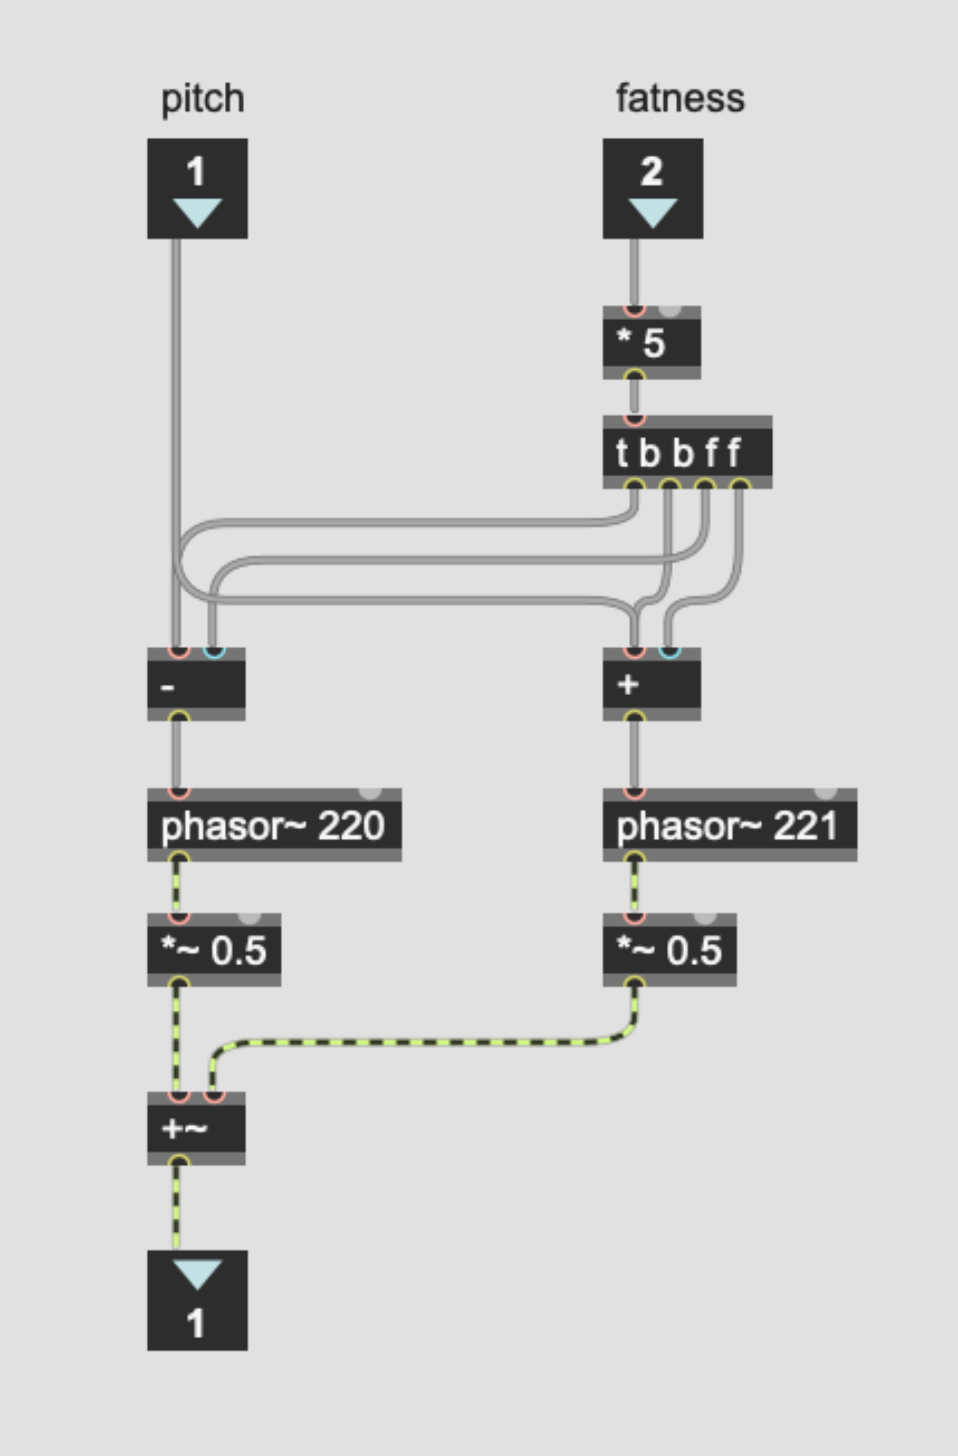 pitch
fatness
1
2
* 5
t b b f f
-
+
phasor~ 220
phasor~ 221
*~ 0.5
*~ 0.5
+~
1